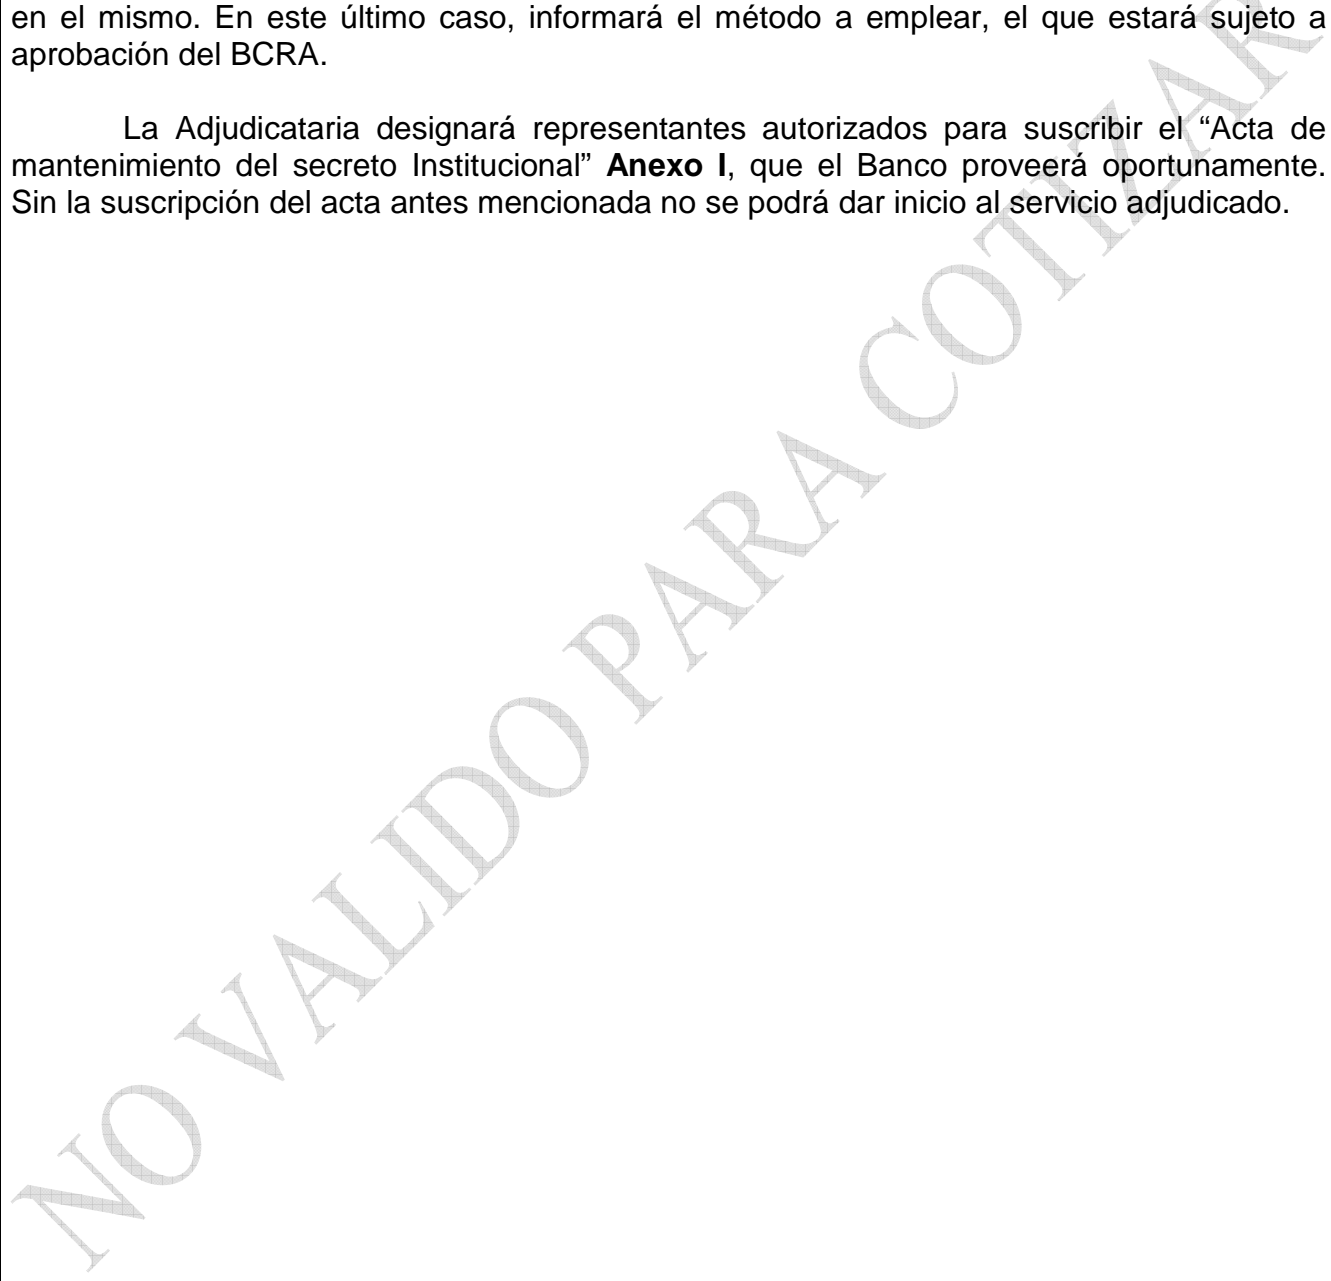 en el mismo. En este último caso, informará el método a emplear, el que estará sujeto a
aprobación del BCRA.
La Adjudicataria designará representantes autorizados para suscribir el “Acta de
mantenimiento del secreto Institucional” Anexo I, que el Banco proveerá oportunamente.
Sin la suscripción del acta antes mencionada no se podrá dar inicio al servicio adjudicado.
NO VALIDO PARA COTIZAR